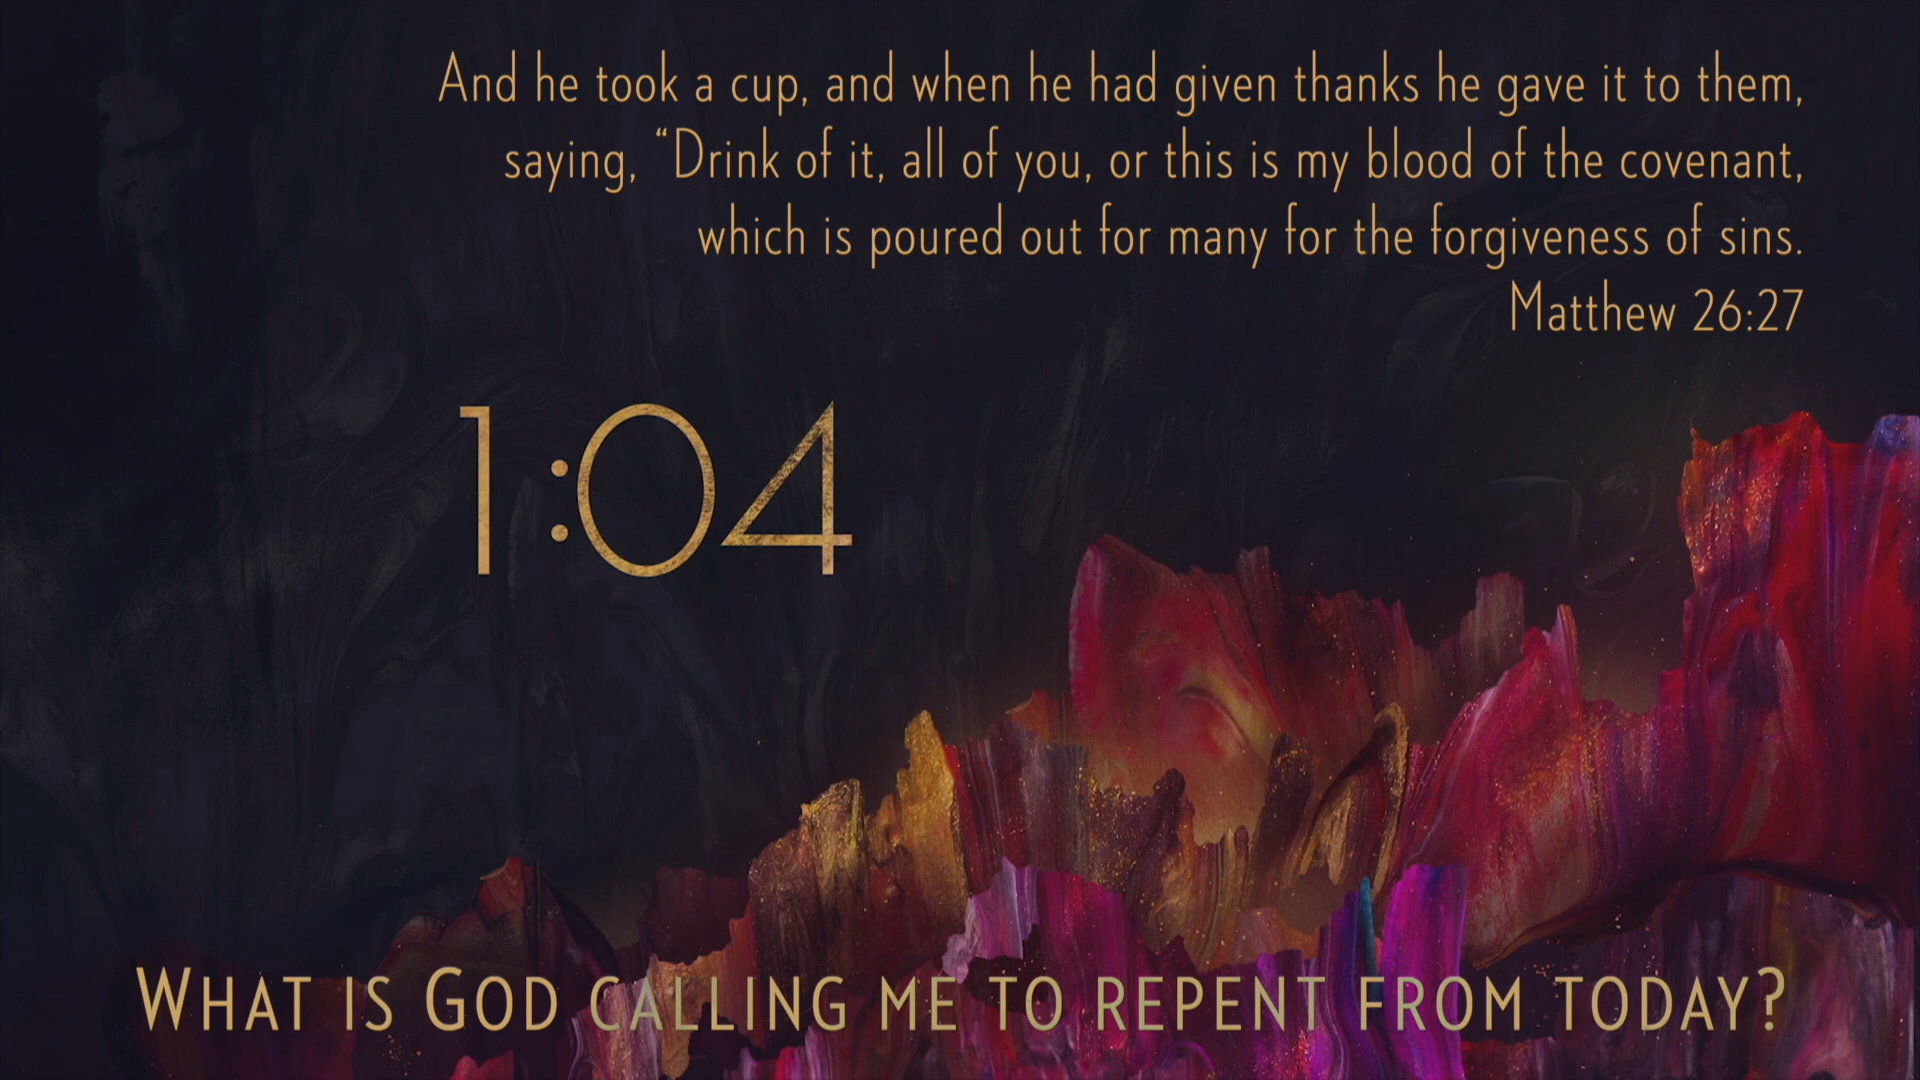 And he took a cup, and when he had given thanks he gave it to them,
saying, “Drink of it, all of you, or this is my blood of the covenant,
which is poured out for many for the forgiveness of sins.
Matthew 26:27
1:04
What is God calling me to repent from today?